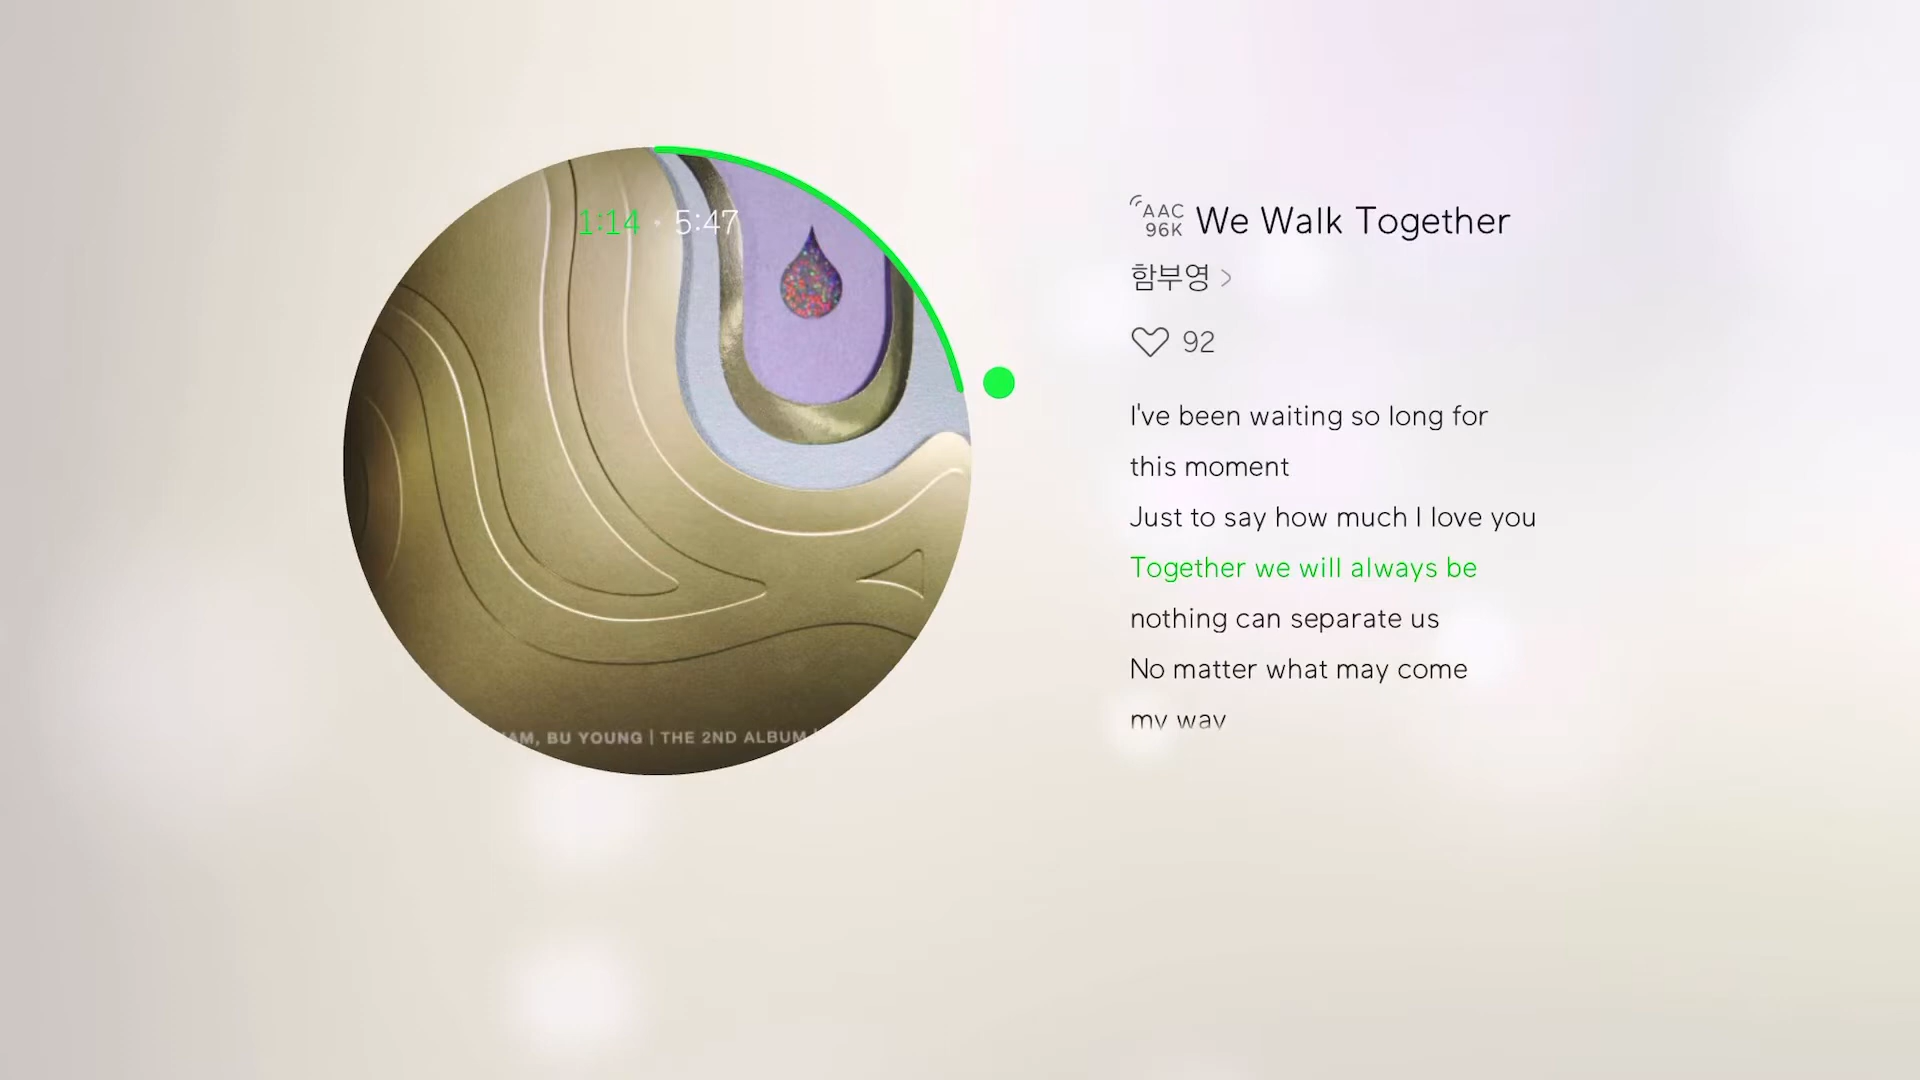 1:14 · 5:47
AM, BU YOUNG | THE 2ND ALBUM
AAC
96K
We Walk Together
함부영 >
92
I've been waiting so long for
this moment
Just to say how much I love you
Together we will always be
nothing can separate us
No matter what may come
my way